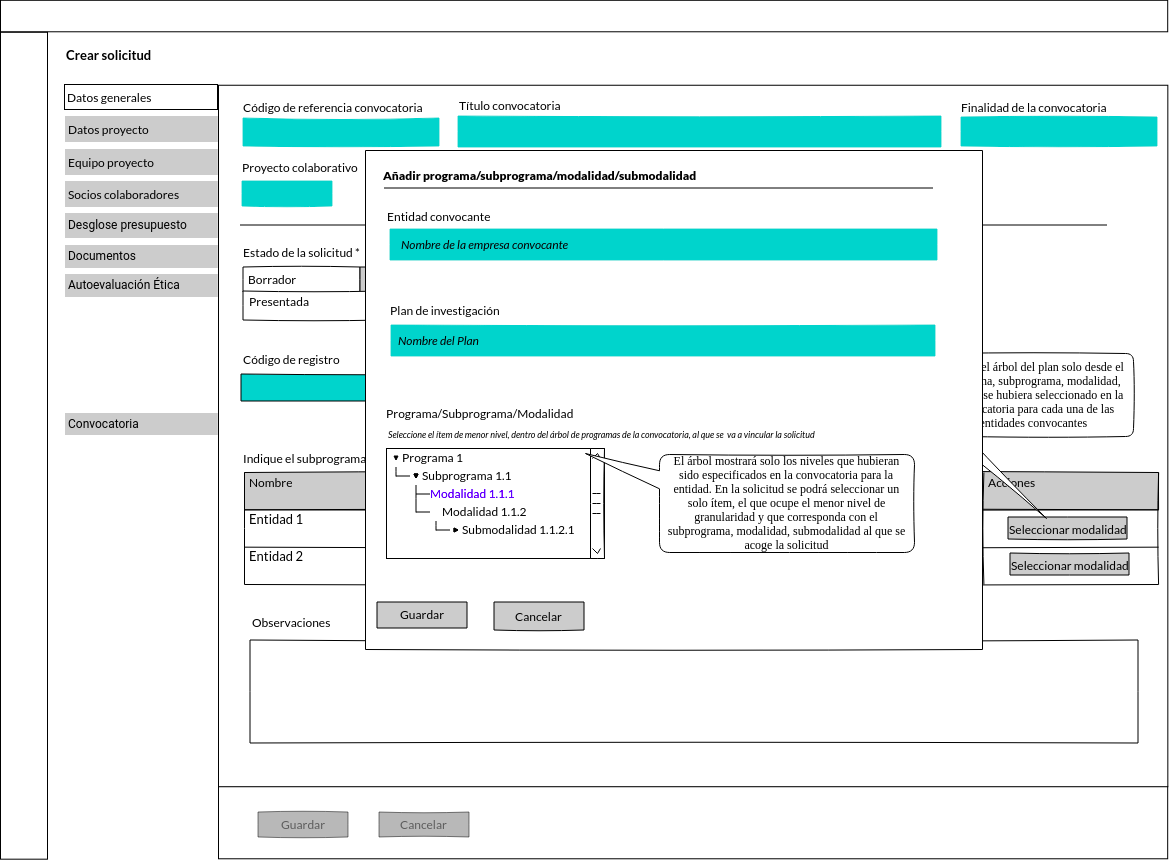 Crear solicitud
Datos generales
Datos proyecto
Equipo proyecto
Socios colaboradores
Desglose presupuesto
Documentos
Autoevaluación Ética
Convocatoria
Código de referencia convocatoria
Título convocatoria
Finalidad de la convocatoria
Proyecto colaborativo
Estado de la solicitud *
Borrador
Presentada
Código de registro
Indique el subprograma
Nombre
Acciones
Entidad 1
Seleccionar modalidad
Entidad 2
Seleccionar modalidad
Observaciones
Guardar
Cancelar
Añadir programa/subprograma/modalidad/submodalidad
Entidad convocante
Nombre de la empresa convocante
Plan de investigación
Nombre del Plan
Programa/Subprograma/Modalidad
Seleccione el ítem de menor nivel, dentro del árbol de programas de la convocatoria, al que se va a vincular la solicitud
Programa 1
Subprograma 1.1
Modalidad 1.1.1
Modalidad 1.1.2
Submodalidad 1.1.2.1
El árbol mostrará solo los niveles que hubieran
sido especificados en la convocatoria para la
entidad. En la solicitud se podrá seleccionar un
solo ítem, el que ocupe el menor nivel de
granularidad y que corresponda con el
subprograma, modalidad, submodalidad al que se
acoge la solicitud
Guardar
Cancelar
el árbol del plan solo desde el
subprograma, modalidad,
se hubiera seleccionado en la
para cada una de las
entidades convocantes